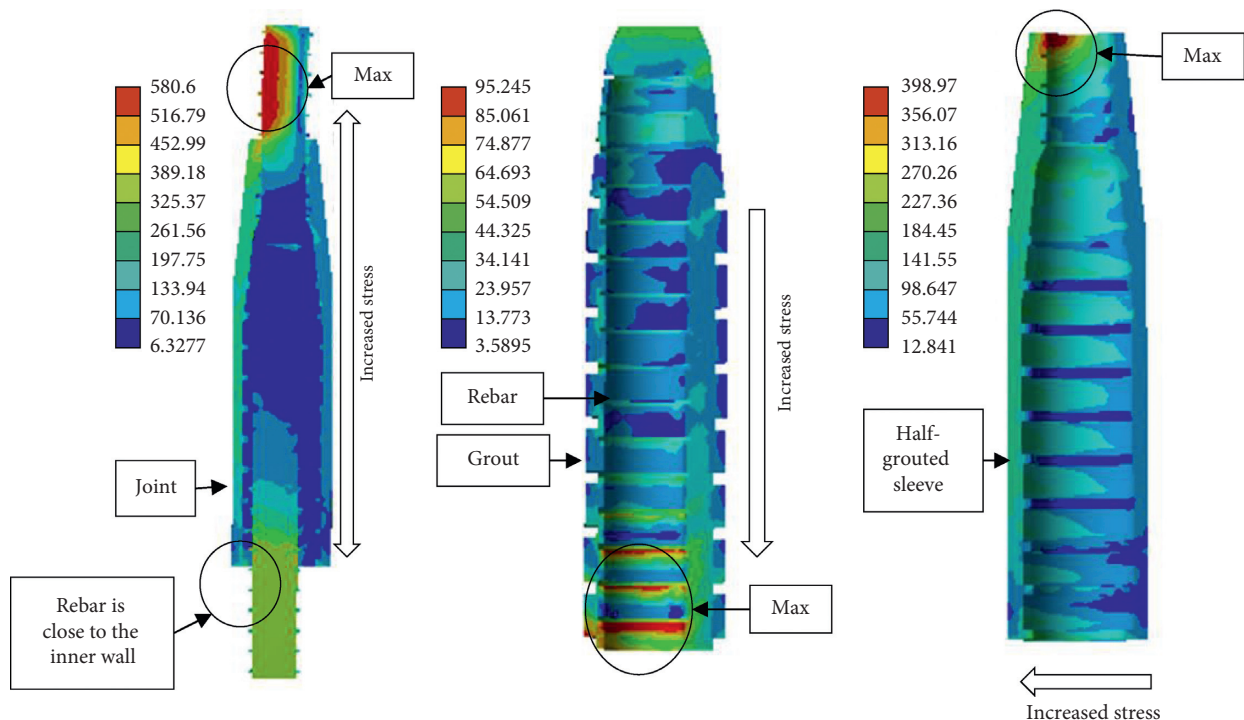 580.6
516.79
452.99
389.18
325.37
261.56
197.75
133.94
70.136
6.3277
Max
Increased stress
Joint
Rebar is
close to the
inner wall
95.245
85.061
74.877
64.693
54.509
44.325
34.141
23.957
13.773
3.5895
Rebar
Grout
Increased stress
Max
398.97
356.07
313.16
270.26
227.36
184.45
141.55
98.647
55.744
12.841
Max
Half-
grouted
sleeve
Increased stress